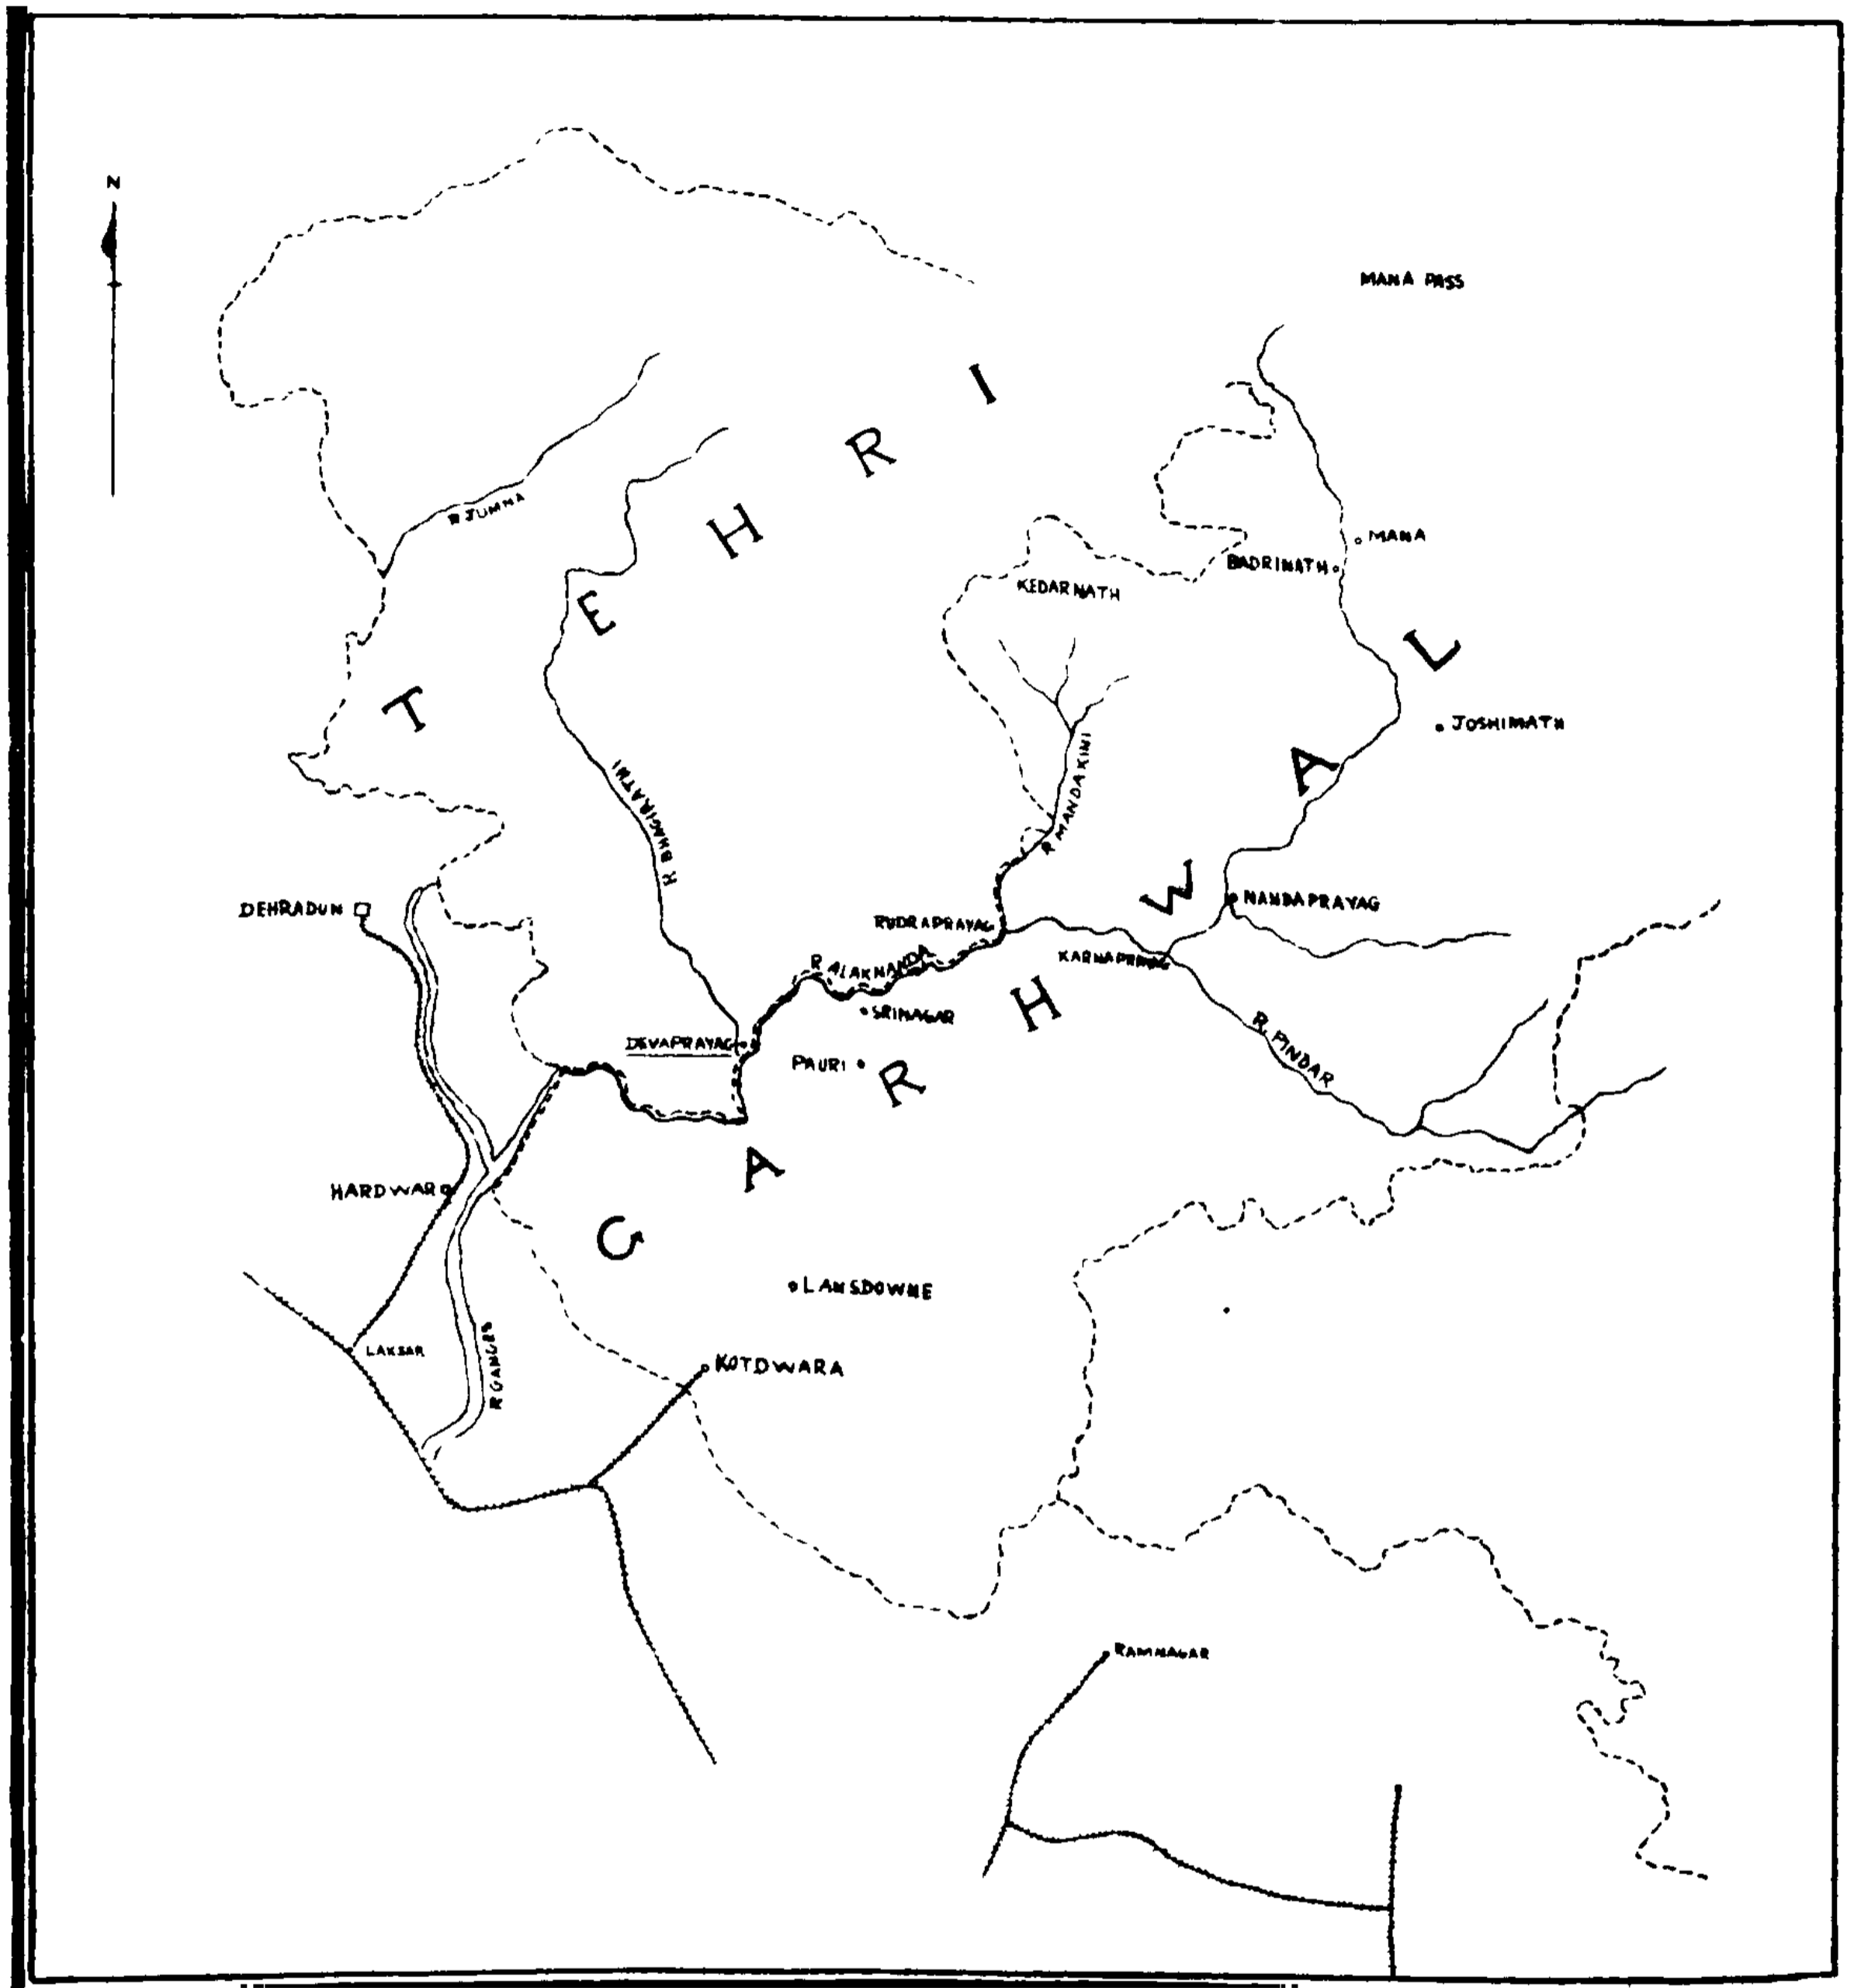 N
MANA PASS
TEHRI
R JUMNA
MANA
BADRINATH
KEDARNATH
JOSHIMATH
R BHAGIRATHI
R MANDAKINI
GARHWAL
NANDAPRAYAG
DEHRADUN
RUDRAPRAYAG
KARNAPRAYAG
R ALAKNANDA
SRINAGAR
DEVAPRAYAG
PAURI
R. PINDAR
HARDWAR
LANSDOWNE
LAKSAR
R GANGES
KOTDWARA
RAMNAGAR